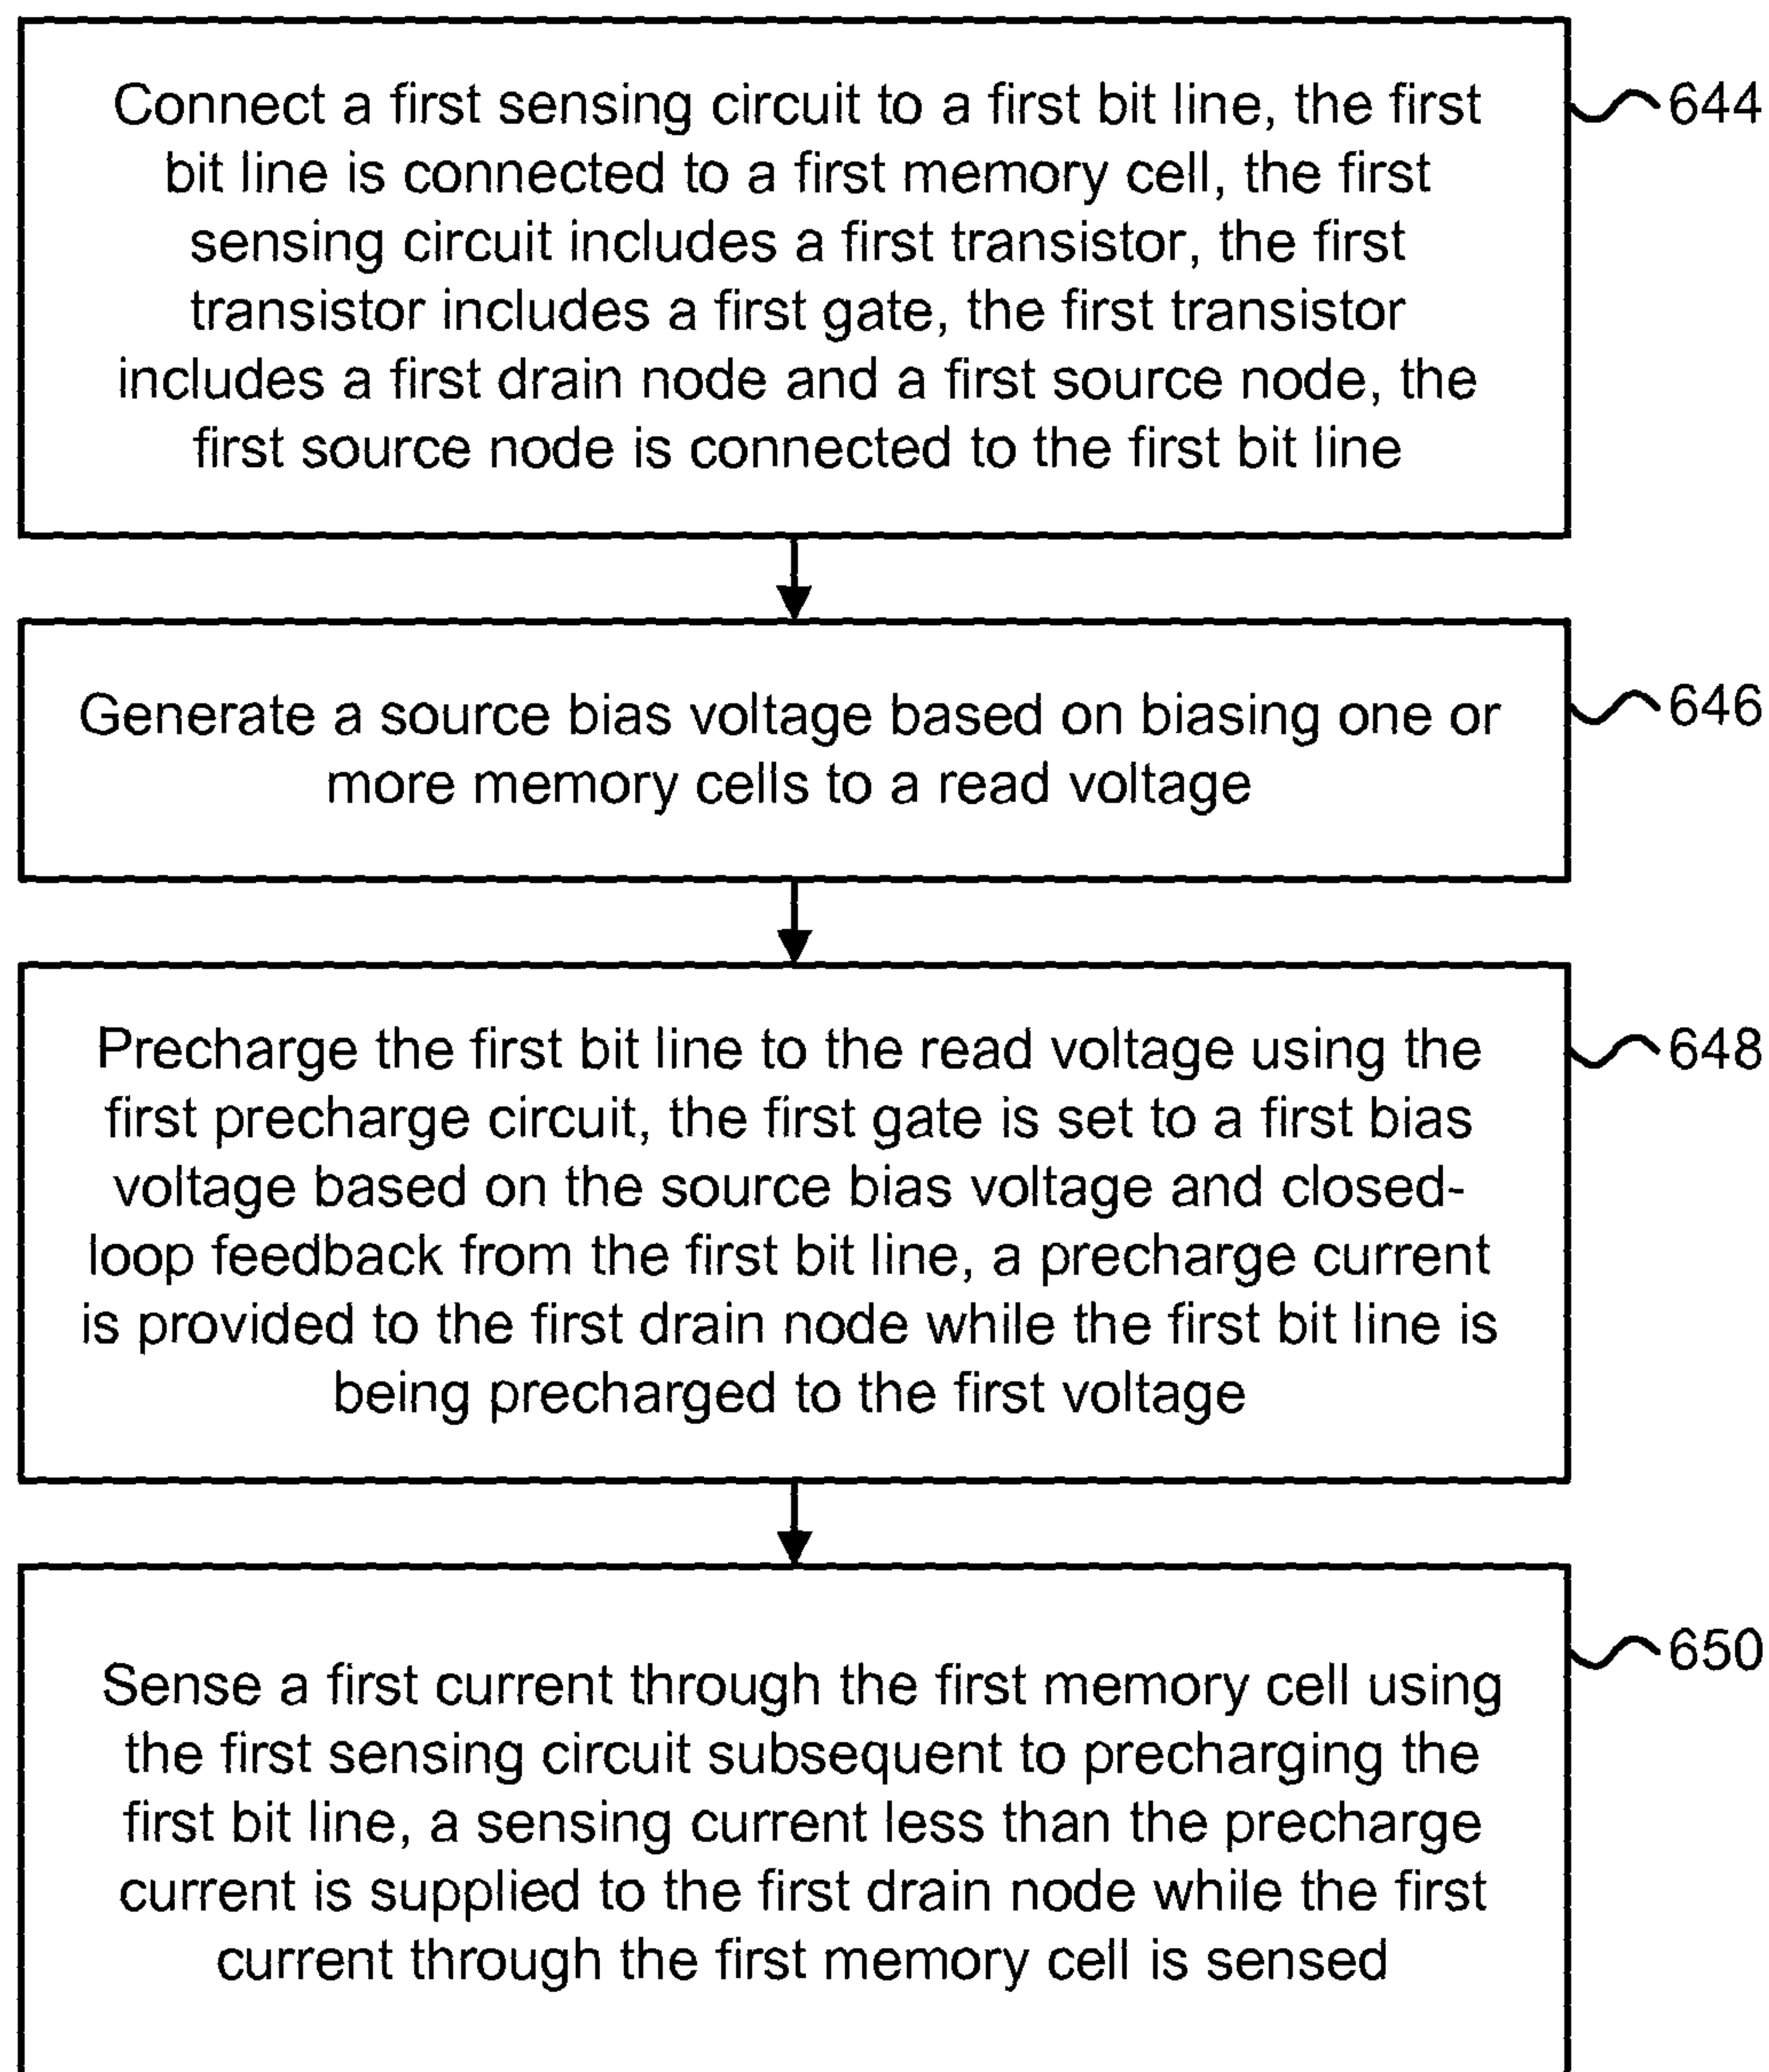 Connect a first sensing circuit to a first bit line, the first
bit line is connected to a first memory cell, the first
sensing circuit includes a first transistor, the first
transistor includes a first gate, the first transistor
includes a first drain node and a first source node, the
first source node is connected to the first bit line
644
Generate a source bias voltage based on biasing one or
more memory cells to a read voltage
646
Precharge the first bit line to the read voltage using the
first precharge circuit, the first gate is set to a first bias
voltage based on the source bias voltage and closed-
loop feedback from the first bit line, a precharge current
is provided to the first drain node while the first bit line is
being precharged to the first voltage
648
Sense a first current through the first memory cell using
the first sensing circuit subsequent to precharging the
first bit line, a sensing current less than the precharge
current is supplied to the first drain node while the first
current through the first memory cell is sensed
650